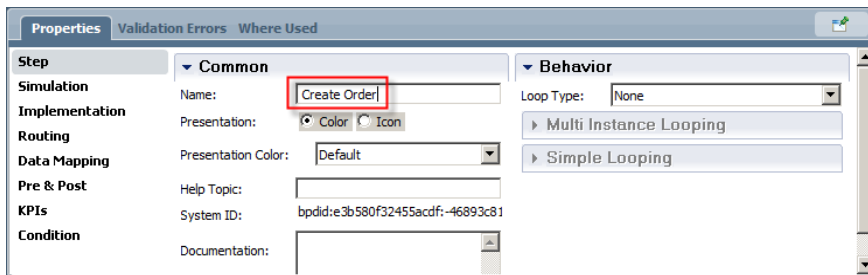 Properties Validation Errors Where Used
Step
Simulation
Implementation
Routing
Data Mapping
Pre & Post
KPIs
Condition
Common
Name: Create Order
Presentation: Color Icon
Presentation Color: Default
Help Topic:
System ID: bpdid:e3b580f32455acdf:-46893c81
Documentation:
Behavior
Loop Type: None
Multi Instance Looping
Simple Looping